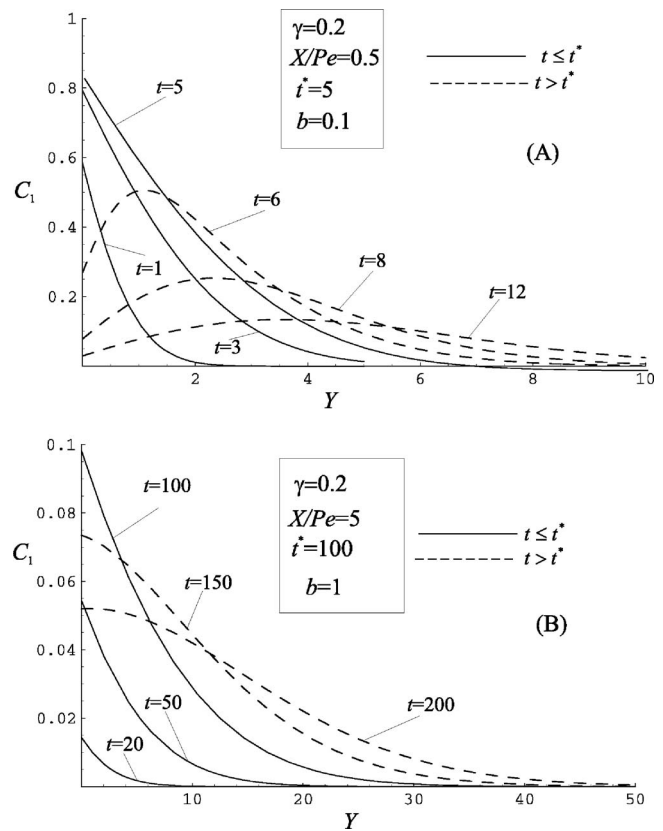 1
γ=0.2
X/Pe=0.5
t*=5
b=0.1
t ≤ t*
t > t*
0.8
t=5
(A)
C₁ 0.6
t=6
0.4
t=8
t=1
t=12
0.2
t=3
2 4 6 8 10
Y
0.1
γ=0.2
X/Pe=5
t*=100
b=1
t ≤ t*
t > t*
t=100
0.08
C₁
0.06
t=150
(B)
0.04
t=50
t=200
0.02
t=20
10 20 30 40 50
Y